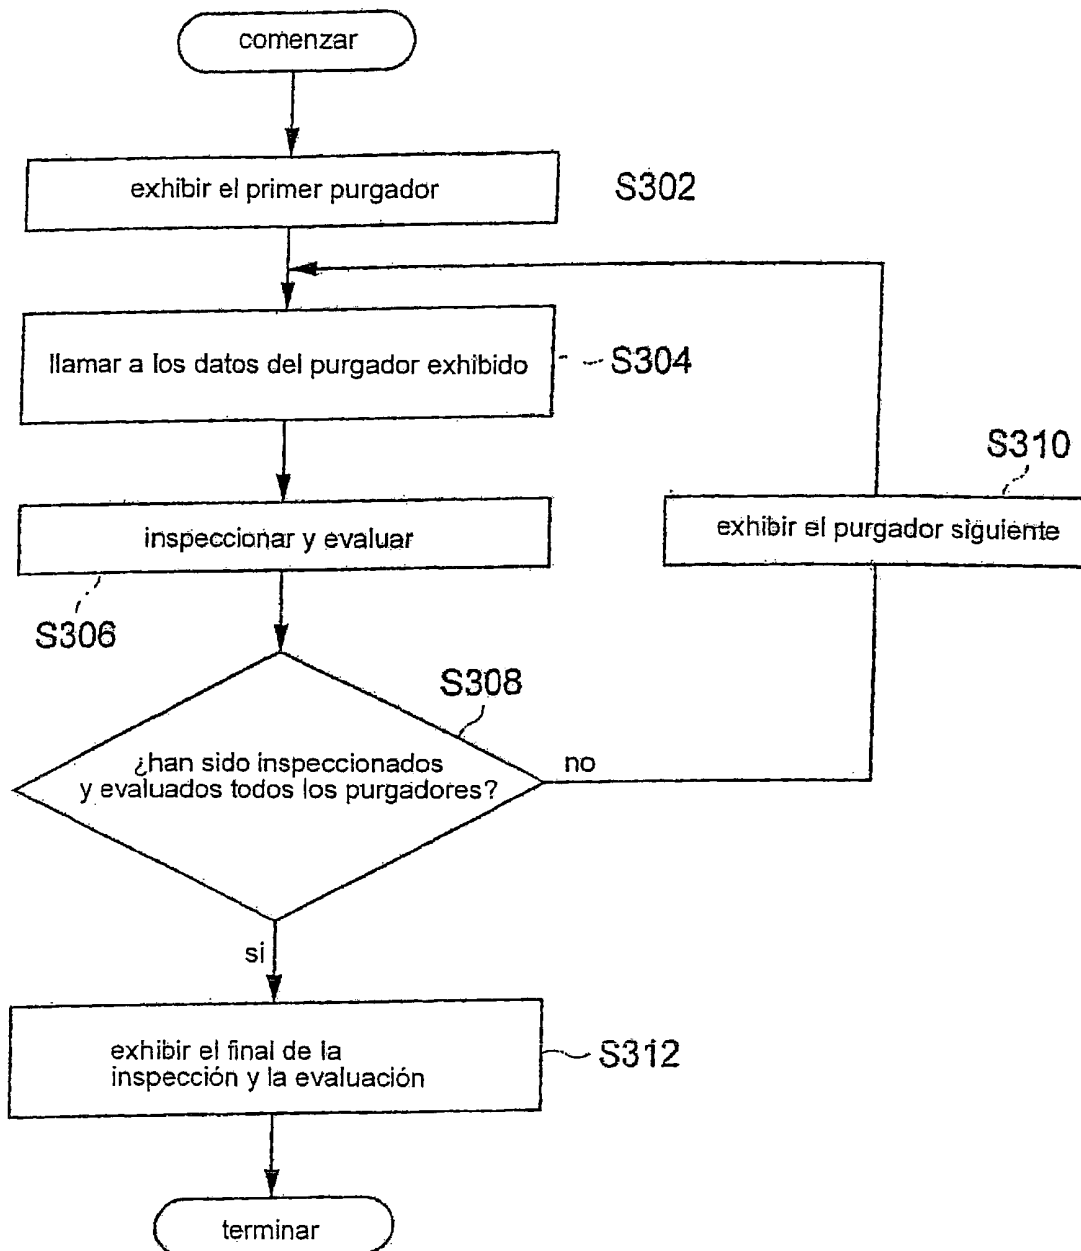 comenzar
exhibir el primer purgador
S302
llamar a los datos del purgador exhibido
S304
S310
exhibir el purgador siguiente
inspeccionar y evaluar
S306
S308
¿han sido inspeccionados
y evaluados todos los purgadores?
no
si
exhibir el final de la
inspección y la evaluación
S312
terminar